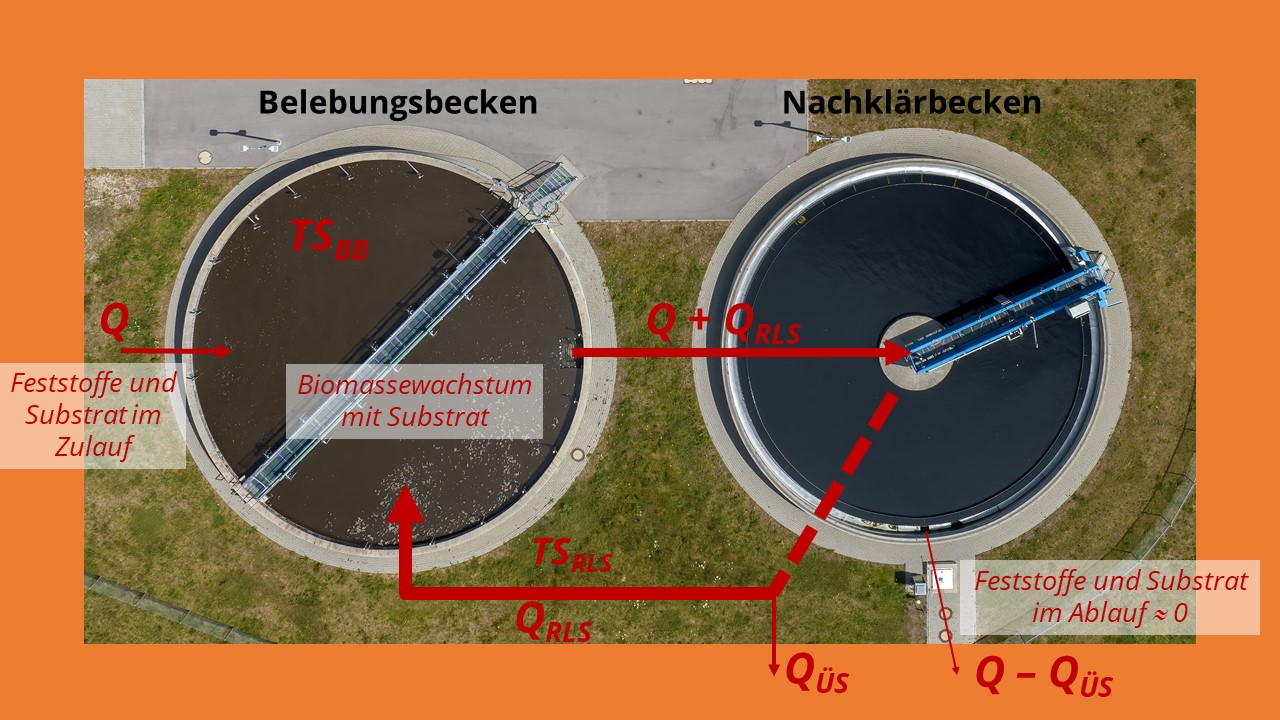 Belebungsbecken
Nachklärbecken
TS_BB
Q
Q + Q_RLS
Feststoffe und
Substrat im
Zulauf
Biomassewachstum
mit Substrat
TS_RLS
Q_RLS
Feststoffe und Substrat
im Ablauf ≈ 0
Q_ÜS
Q – Q_ÜS